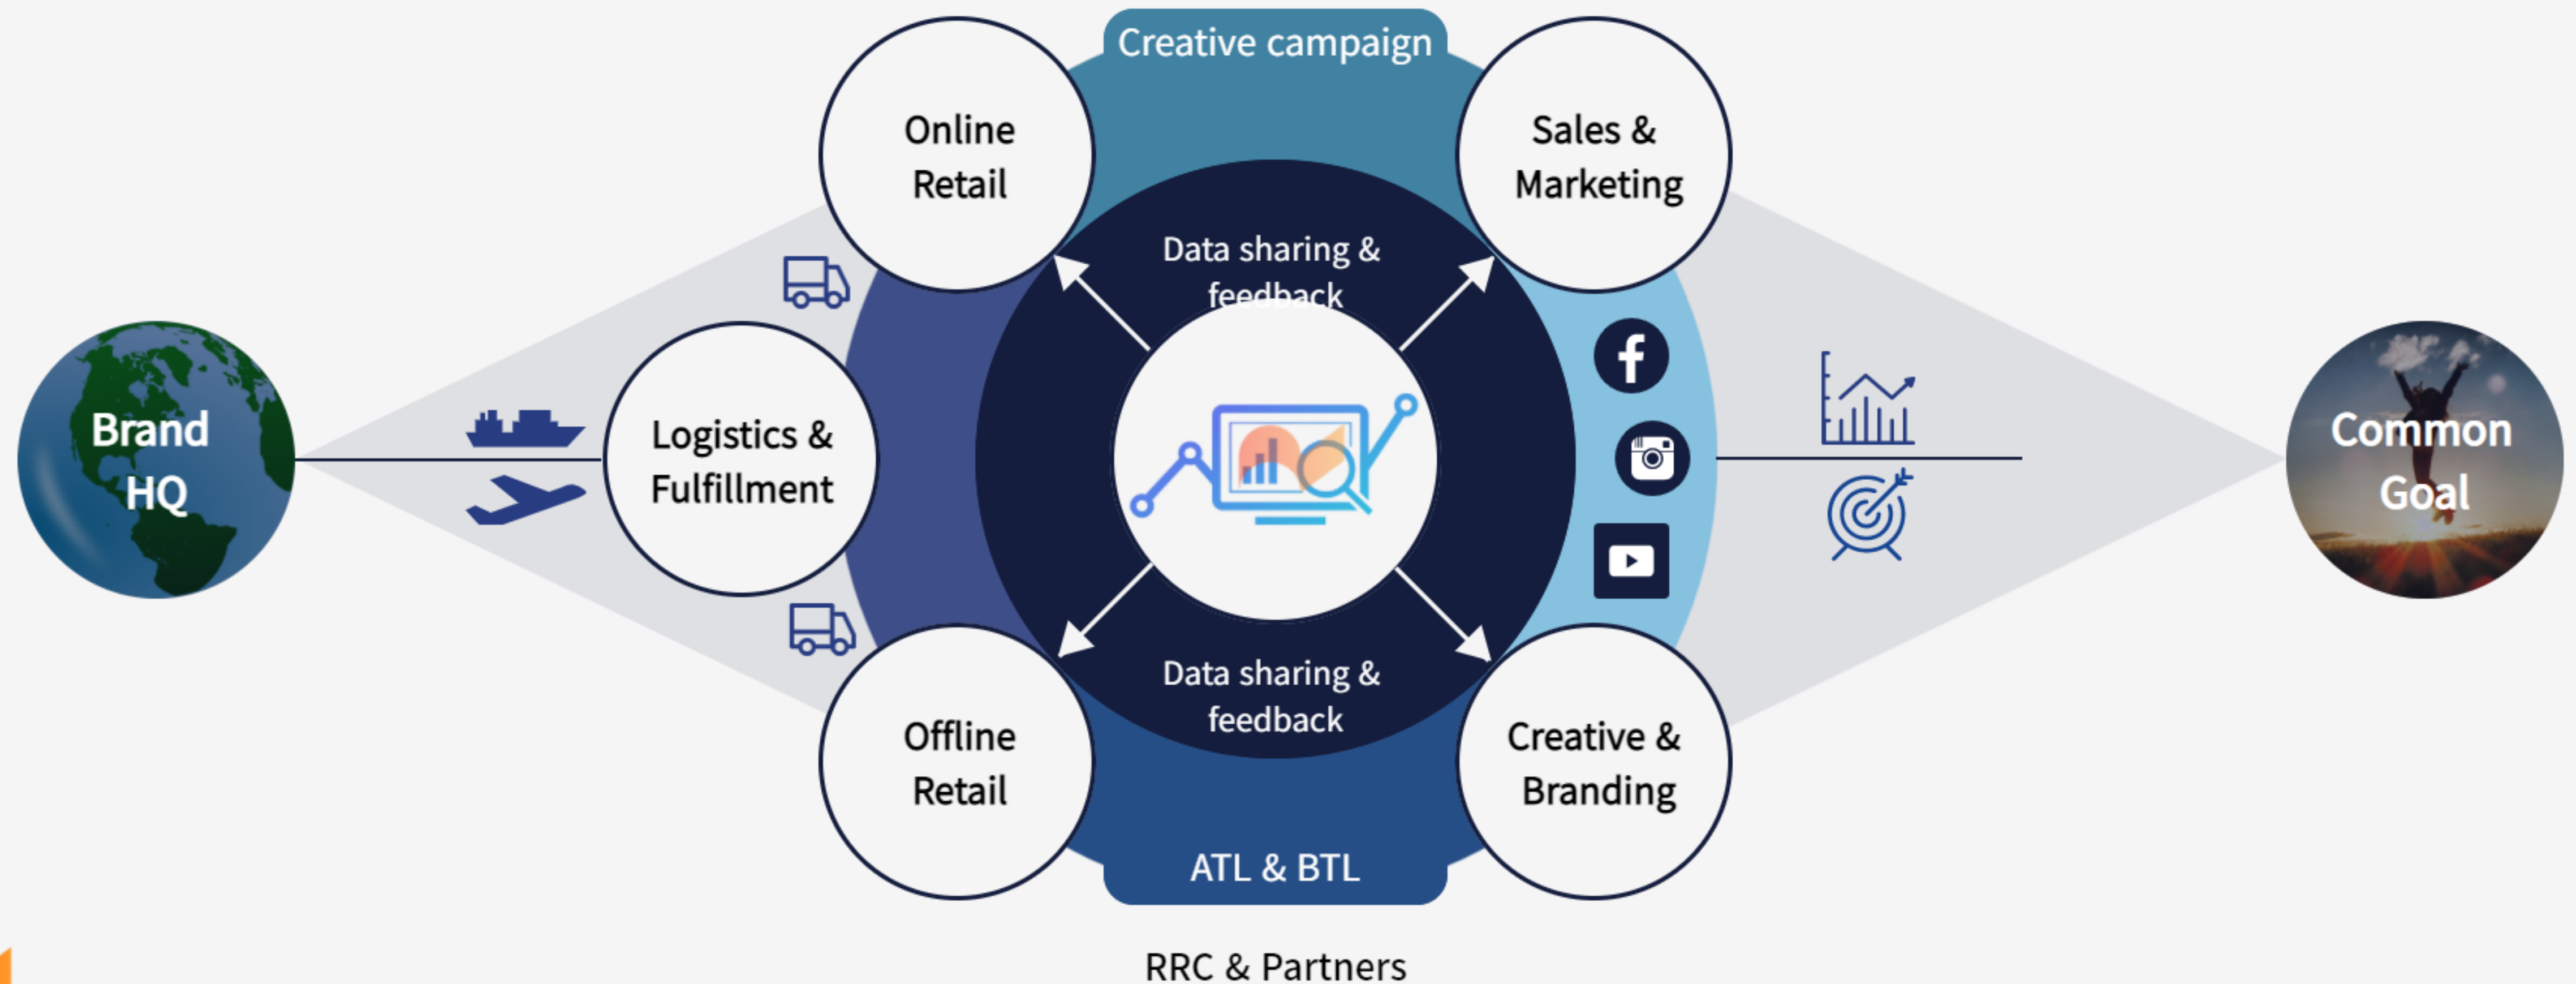 Creative campaign
Online
Retail
Sales &
Marketing
Data sharing &
feedback
Brand
HQ
Logistics &
Fulfillment
Common
Goal
Data sharing &
feedback
Offline
Retail
Creative &
Branding
ATL & BTL
RRC & Partners